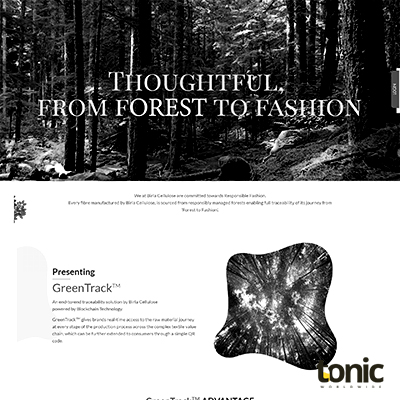 THOUGHTFUL,
FROM FOREST TO FASHION
We at Birla Cellulose are committed towards Responsible Fashion.
Every fibre manufactured by Birla Cellulose, is sourced from responsibly managed forests enabling full traceability of its journey from
'Forest to Fashion'.
Presenting
GreenTrack™
An end-to-end traceability solution by Birla Cellulose
powered by Blockchain Technology.
GreenTrack™ gives brands real-time access to the raw material journey
at every stage of the production process across the complex textile value
chain, which can be further extended to consumers through a simple QR
code.
tonic
WORLDWIDE
GreenTrack™ ADVANTAGE